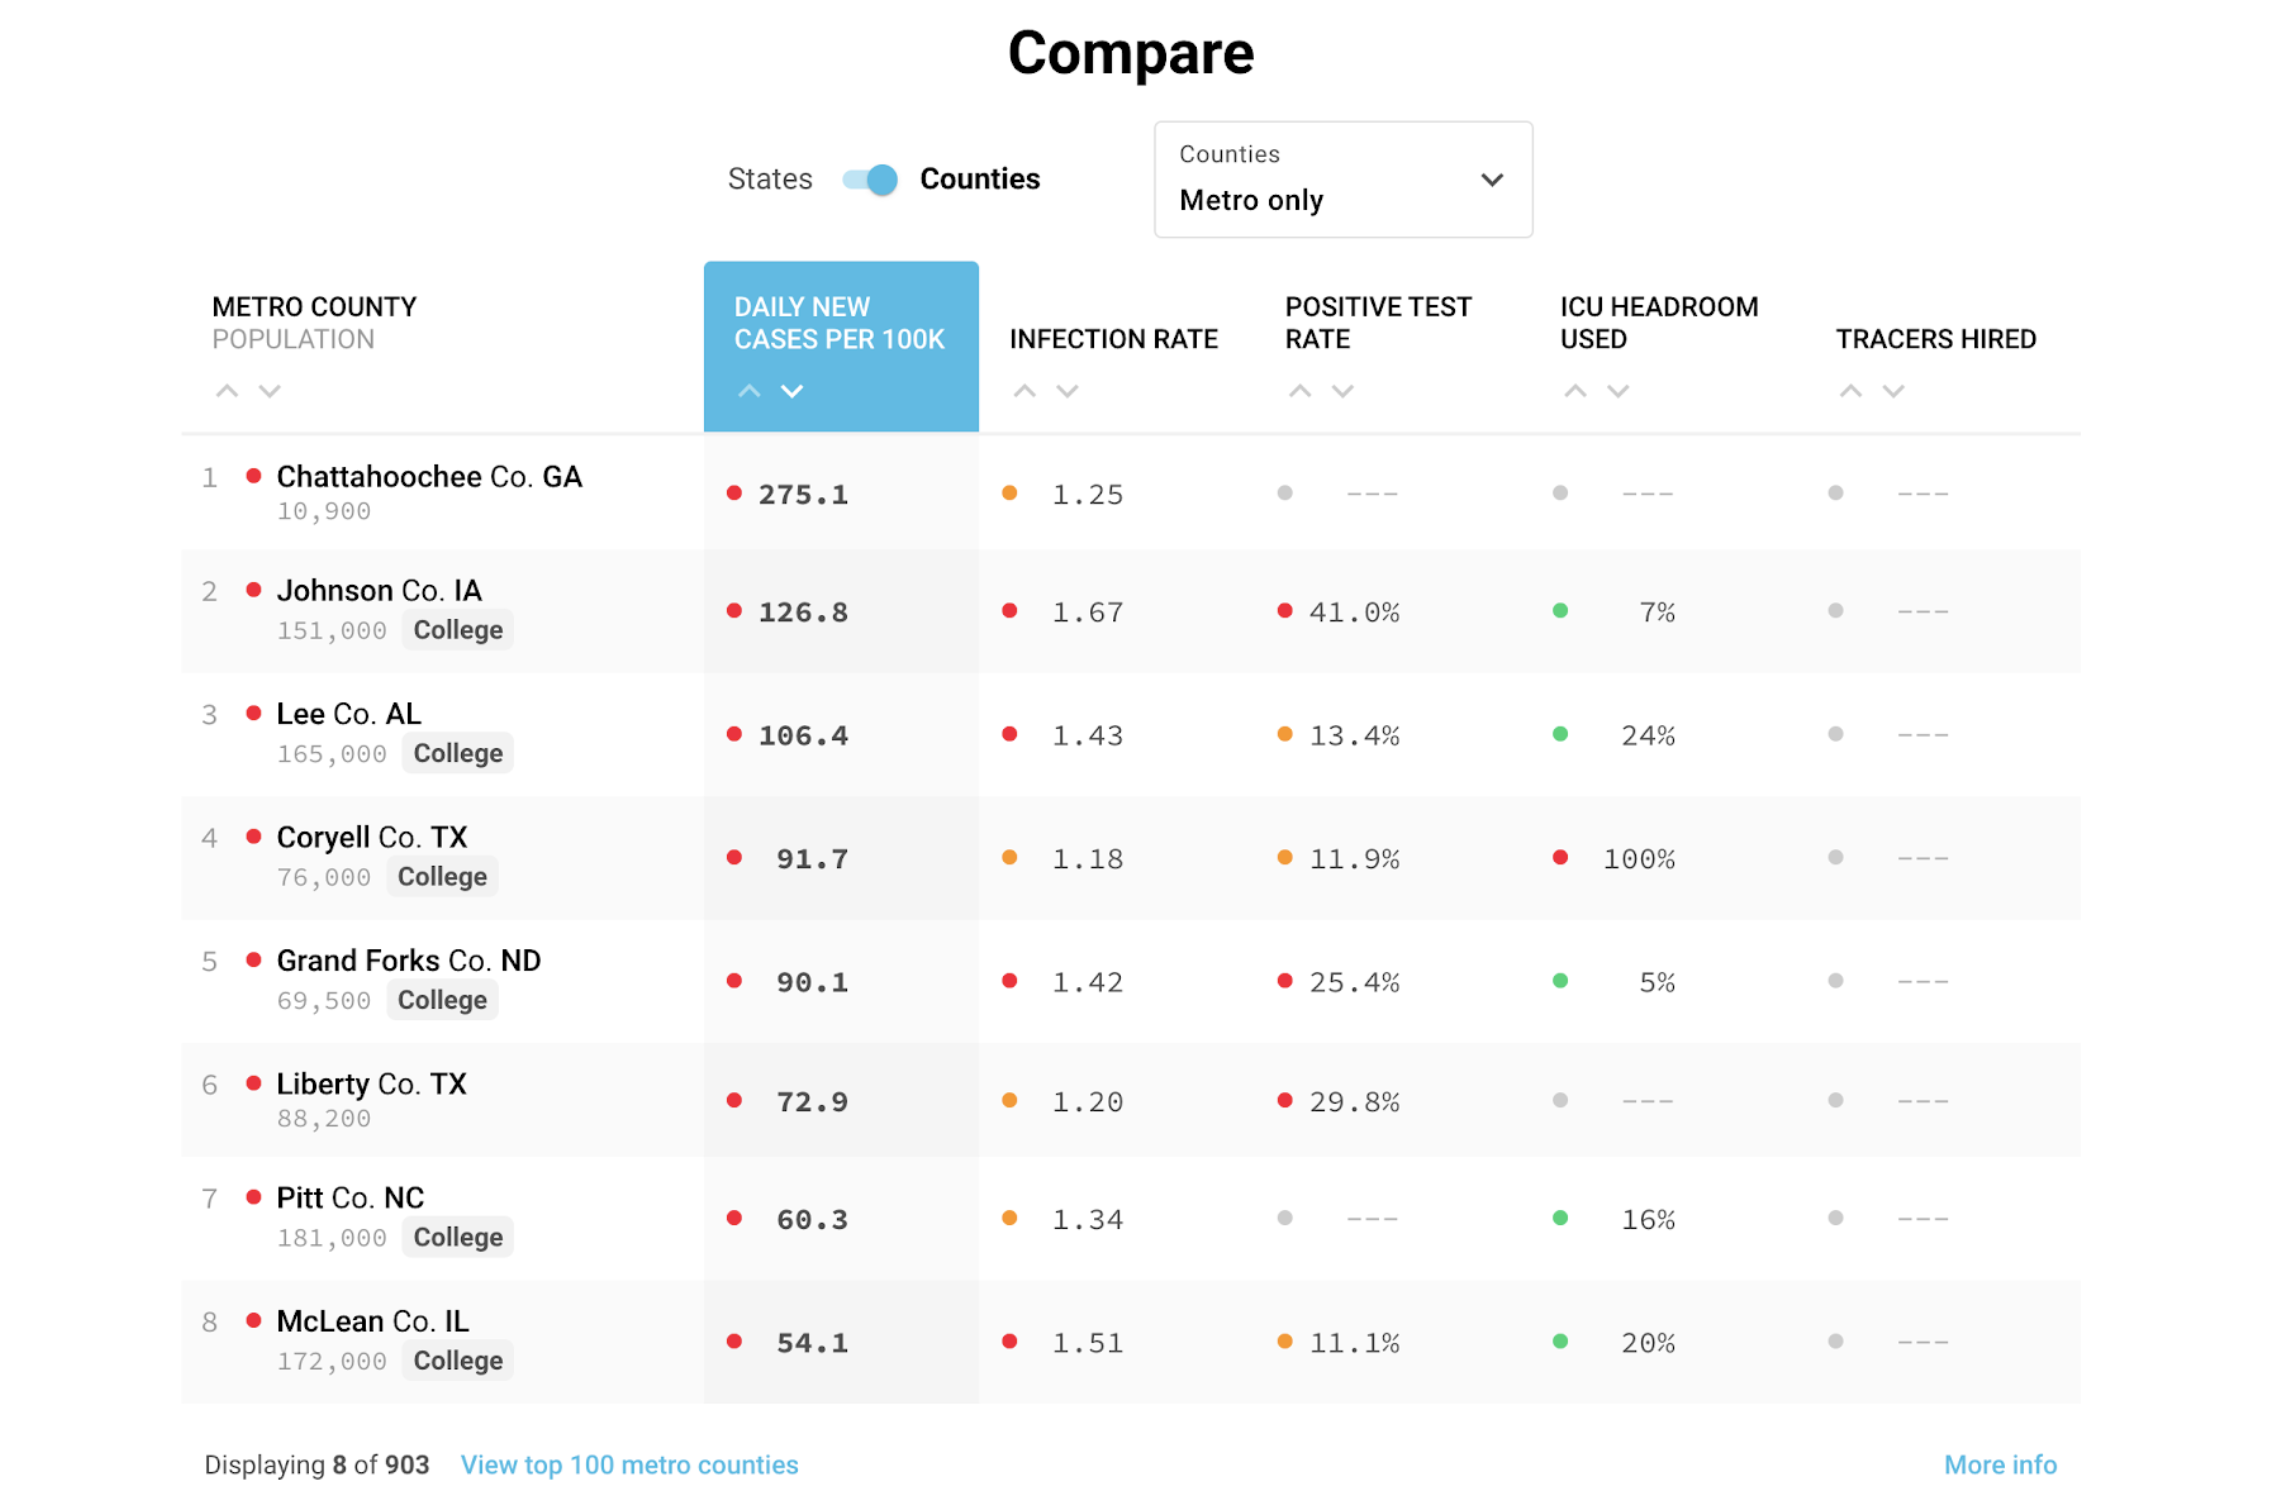 Compare
States Counties
Counties
Metro only
METRO COUNTY
POPULATION
DAILY NEW
CASES PER 100K
INFECTION RATE
POSITIVE TEST
RATE
ICU HEADROOM
USED
TRACERS HIRED
1 Chattahoochee Co. GA
10,900
275.1 1.25 --- --- ---
2 Johnson Co. IA
151,000 College
126.8 1.67 41.0% 7% ---
3 Lee Co. AL
165,000 College
106.4 1.43 13.4% 24% ---
4 Coryell Co. TX
76,000 College
91.7 1.18 11.9% 100% ---
5 Grand Forks Co. ND
69,500 College
90.1 1.42 25.4% 5% ---
6 Liberty Co. TX
88,200
72.9 1.20 29.8% --- ---
7 Pitt Co. NC
181,000 College
60.3 1.34 --- 16% ---
8 McLean Co. IL
172,000 College
54.1 1.51 11.1% 20% ---
Displaying 8 of 903 View top 100 metro counties More info